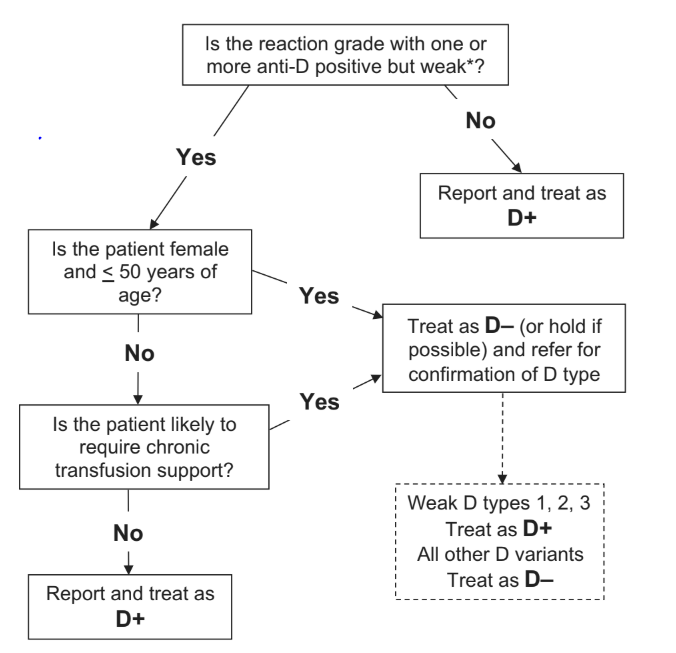 Is the reaction grade with one or
more anti-D positive but weak*?
No
Yes
Report and treat as
D+
Is the patient female
and ≤ 50 years of
age?
Yes
Treat as D– (or hold if
possible) and refer for
confirmation of D type
No
Yes
Is the patient likely to
require chronic
transfusion support?
Weak D types 1, 2, 3
Treat as D+
All other D variants
Treat as D–
No
Report and treat as
D+